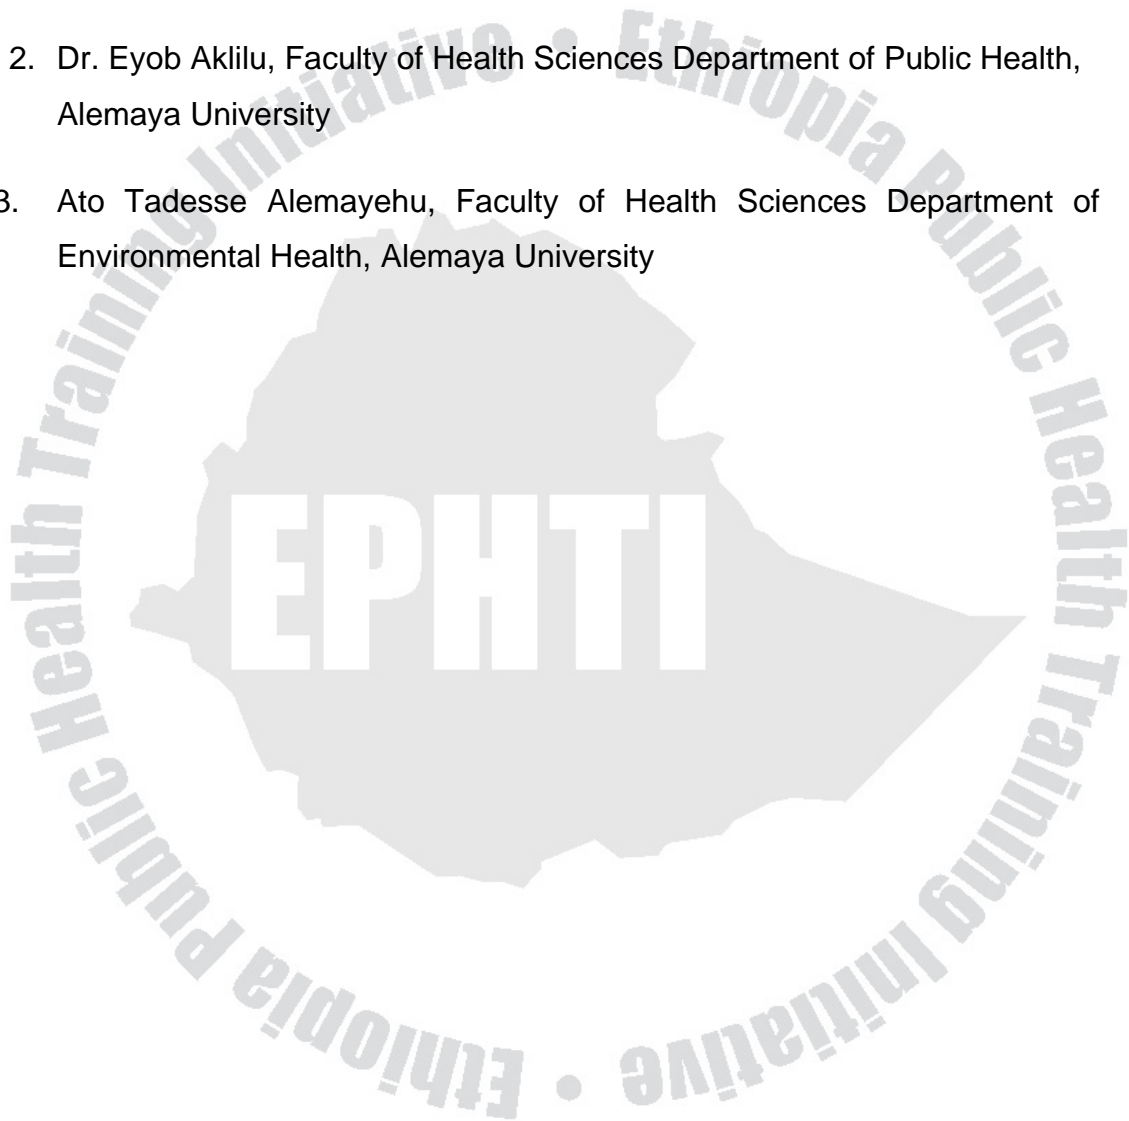 2. Dr. Eyob Aklilu, Faculty of Health Sciences Department of Public Health,
Alemaya University
3. Ato Tadesse Alemayehu, Faculty of Health Sciences Department of
Environmental Health, Alemaya University
Ethiopia Public Health Training Initiative • Ethiopia Public Health Training Initiative •
EPHTI